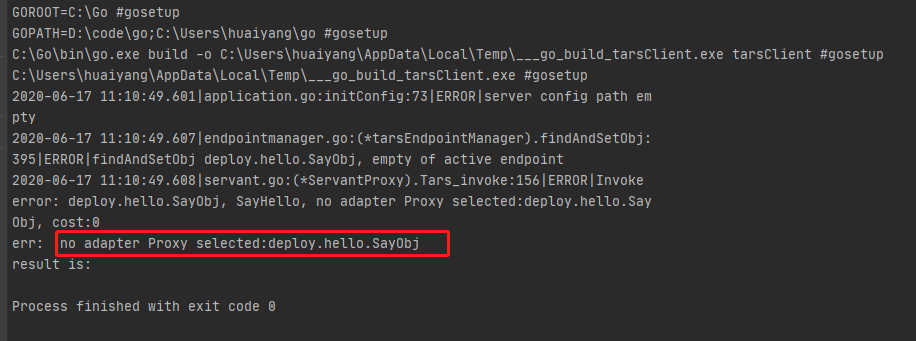 GOROOT=C:\Go #gosetup
GOPATH=D:\code\go;C:\Users\huaiyang\go #gosetup
C:\Go\bin\go.exe build -o C:\Users\huaiyang\AppData\Local\Temp\___go_build_tarsClient.exe tarsClient #gosetup
C:\Users\huaiyang\AppData\Local\Temp\___go_build_tarsClient.exe #gosetup
2020-06-17 11:10:49.601|application.go:initConfig:73|ERROR|server config path em
pty
2020-06-17 11:10:49.607|endpointmanager.go:(*tarsEndpointManager).findAndSetObj:
395|ERROR|findAndSetObj deploy.hello.SayObj, empty of active endpoint
2020-06-17 11:10:49.608|servant.go:(*ServantProxy).Tars_invoke:156|ERROR|Invoke
error: deploy.hello.SayObj, SayHello, no adapter Proxy selected:deploy.hello.Say
Obj, cost:0
err:  no adapter Proxy selected:deploy.hello.SayObj
result is:
Process finished with exit code 0